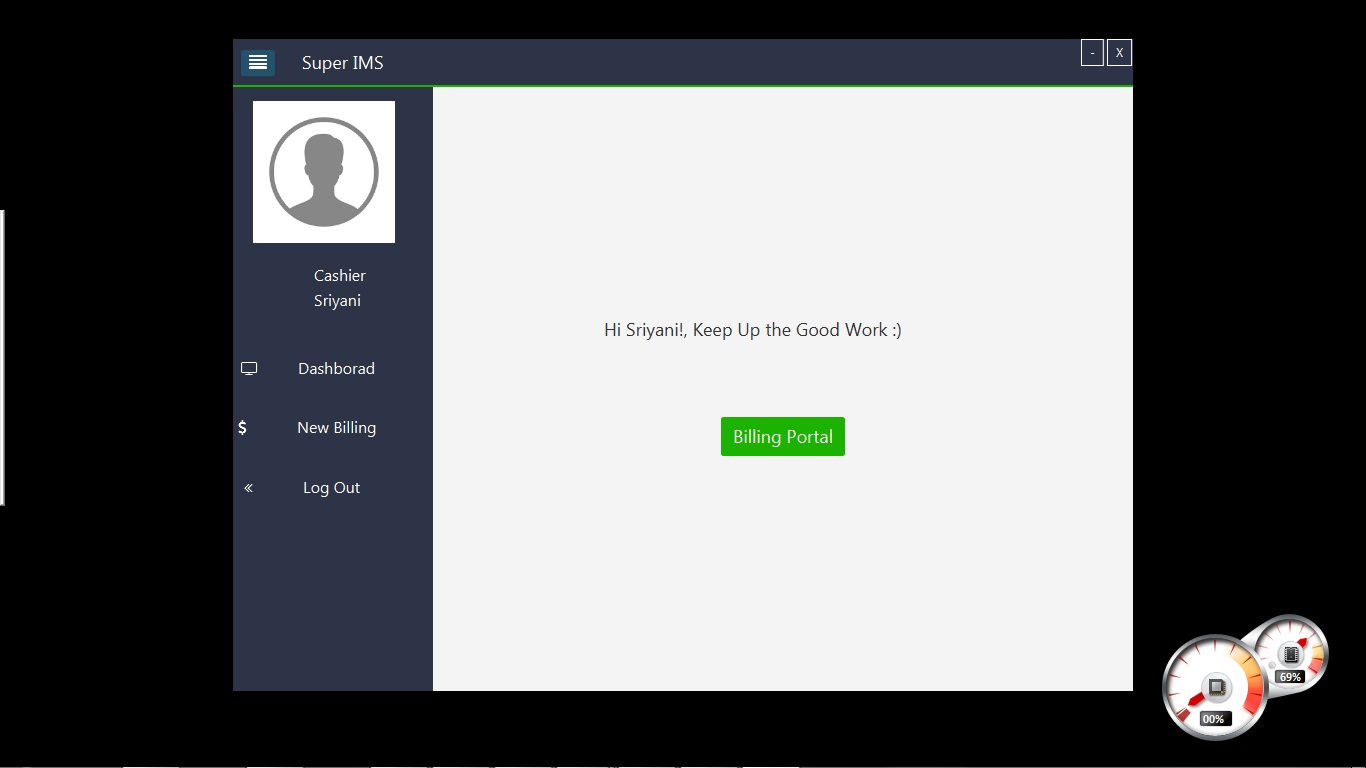 Super IMS
-
X
Cashier
Sriyani
Dashborad
$ New Billing
« Log Out
Hi Sriyani!, Keep Up the Good Work :)
Billing Portal
69%
00%